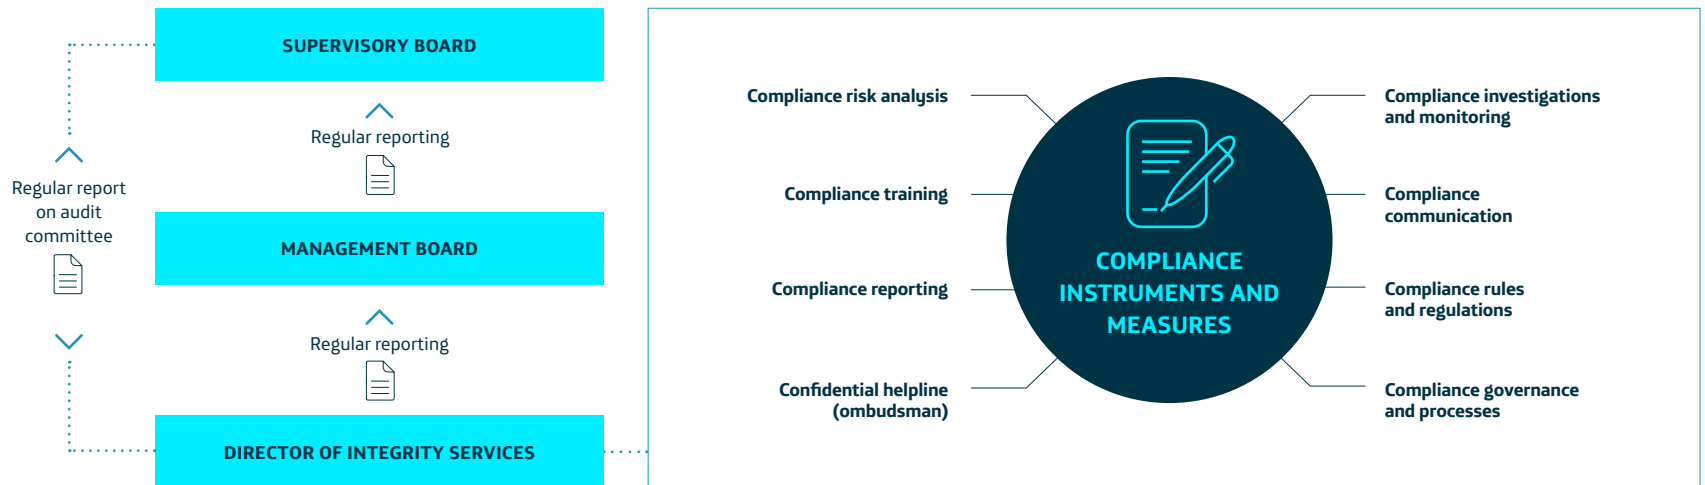 SUPERVISORY BOARD
Regular reporting
Regular report
on audit
committee
MANAGEMENT BOARD
Regular reporting
DIRECTOR OF INTEGRITY SERVICES
Compliance risk analysis
Compliance training
Compliance reporting
Confidential helpline
(ombudsman)
COMPLIANCE
INSTRUMENTS AND
MEASURES
Compliance investigations
and monitoring
Compliance
communication
Compliance rules
and regulations
Compliance governance
and processes